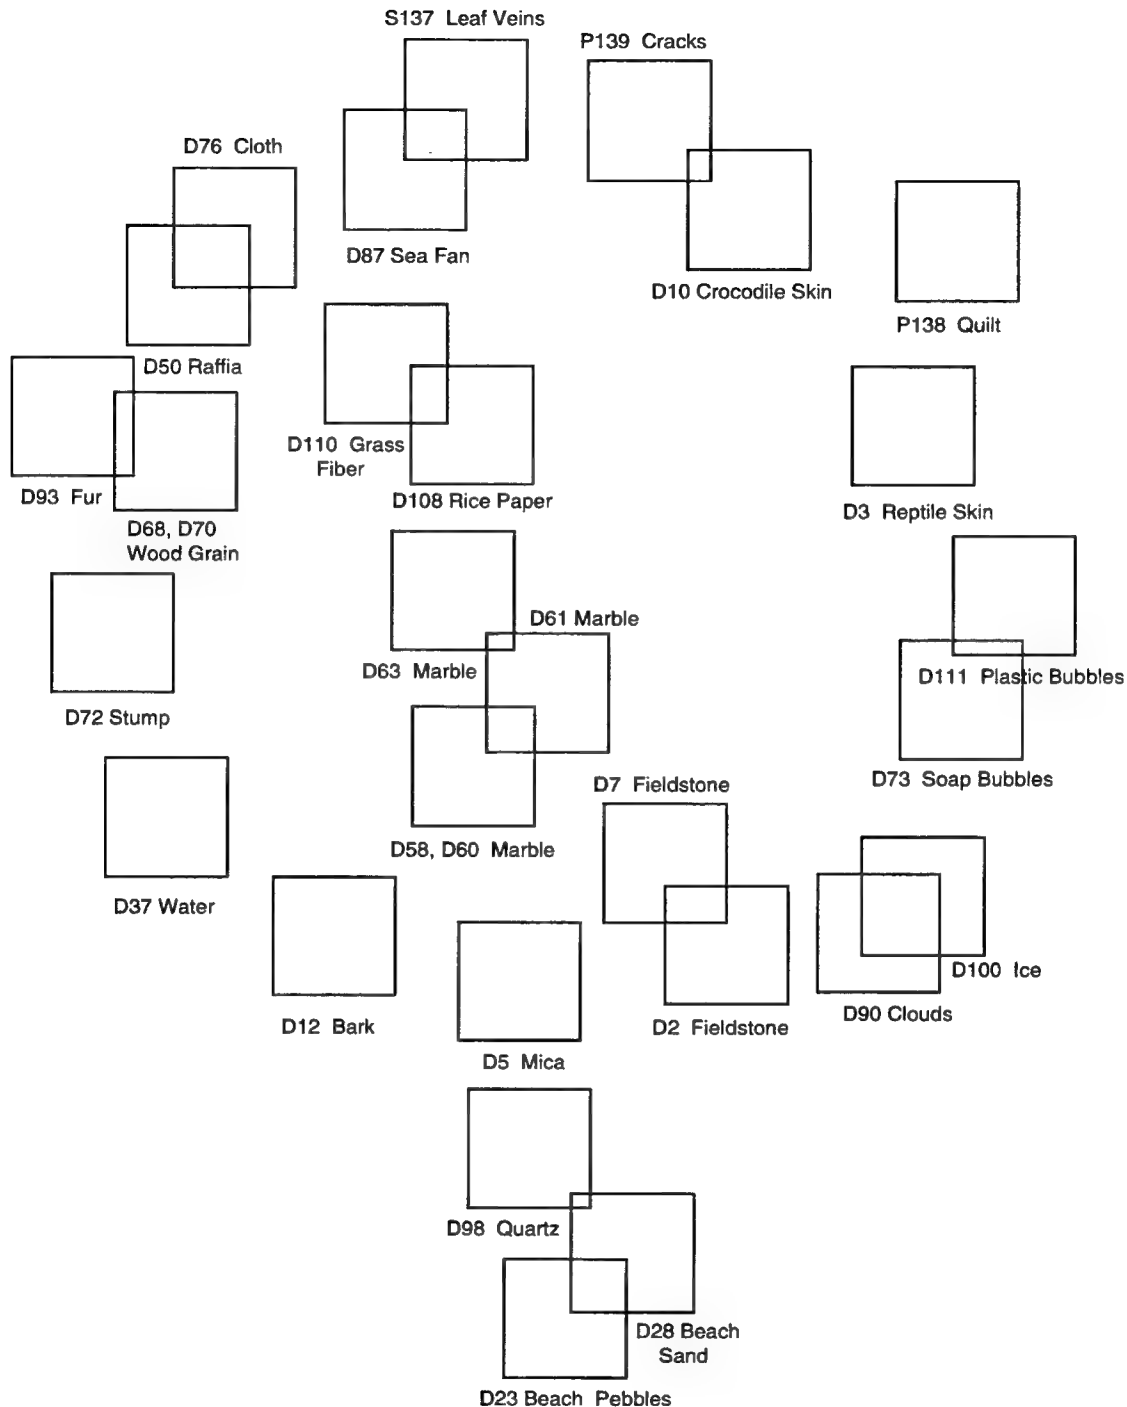 S137 Leaf Veins
P139 Cracks
D76 Cloth
D87 Sea Fan
D10 Crocodile Skin
P138 Quilt
D50 Raffia
D110 Grass
Fiber
D93 Fur
D108 Rice Paper
D3 Reptile Skin
D68, D70
Wood Grain
D61 Marble
D63 Marble
D111 Plastic Bubbles
D72 Stump
D73 Soap Bubbles
D7 Fieldstone
D58, D60 Marble
D37 Water
D100 Ice
D90 Clouds
D12 Bark
D2 Fieldstone
D5 Mica
D98 Quartz
D28 Beach
Sand
D23 Beach Pebbles